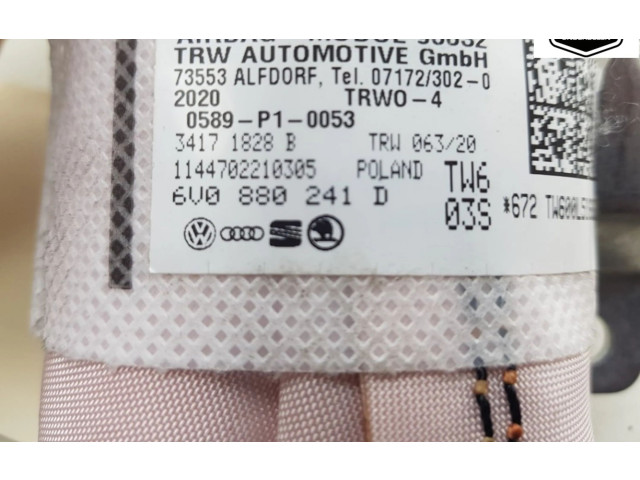 TRW AUTOMOTIVE GmbH
73553 ALFDORF, Tel. 07172/302-0
2020 TRWO-4
0589-P1-0053
3417 1828 B TRW 063/20
1144702210305 POLAND TW6
6V0 880 241 D 03S *672